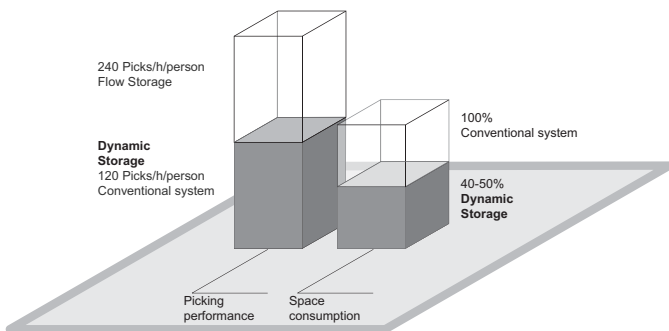 240 Picks/h/person
Flow Storage
Dynamic
Storage
120 Picks/h/person
Conventional system
100%
Conventional system
40-50%
Dynamic
Storage
Picking
performance
Space
consumption